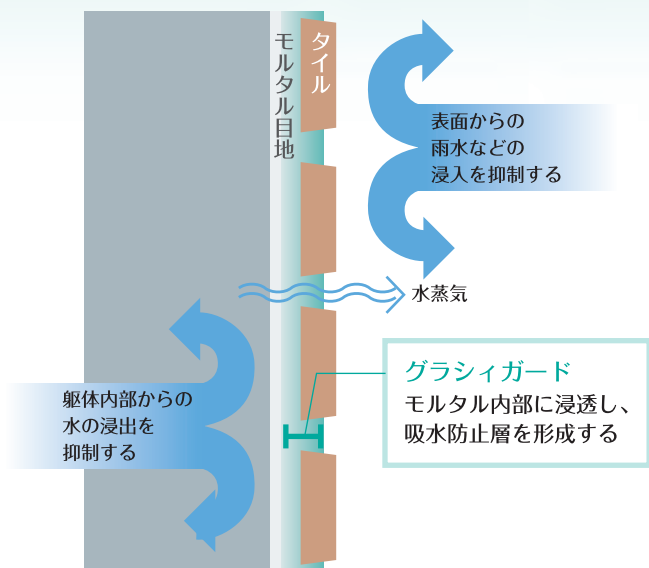 モルタル目地
タイル
表面からの
雨水などの
浸入を抑制する
水蒸気
グラシィガード
モルタル内部に浸透し、
吸水防止層を形成する
躯体内部からの
水の浸出を
抑制する